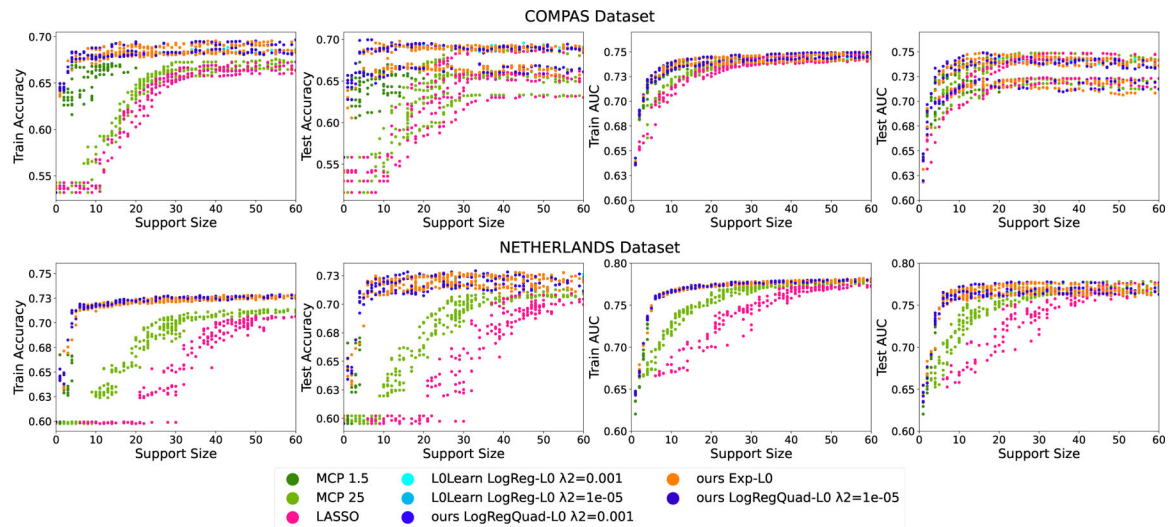 COMPAS Dataset
0.70
0.65
0.60
0.55
Train Accuracy
0 10 20 30 40 50 60
Support Size
0.70
0.65
0.60
0.55
Test Accuracy
0 10 20 30 40 50 60
Support Size
0.75
0.73
0.70
0.68
0.65
0.63
0.60
Train AUC
0 10 20 30 40 50 60
Support Size
0.75
0.73
0.70
0.68
0.65
0.63
0.60
Test AUC
0 10 20 30 40 50 60
Support Size
NETHERLANDS Dataset
0.75
0.73
0.70
0.68
0.65
0.63
0.60
Train Accuracy
0 10 20 30 40 50 60
Support Size
0.73
0.70
0.68
0.65
0.63
0.60
Test Accuracy
0 10 20 30 40 50 60
Support Size
0.80
0.75
0.70
0.65
0.60
Train AUC
0 10 20 30 40 50 60
Support Size
0.80
0.75
0.70
0.65
0.60
Test AUC
0 10 20 30 40 50 60
Support Size
MCP 1.5
MCP 25
LASSO
L0Learn LogReg-L0 λ2=0.001
L0Learn LogReg-L0 λ2=1e-05
ours LogRegQuad-L0 λ2=0.001
ours Exp-L0
ours LogRegQuad-L0 λ2=1e-05